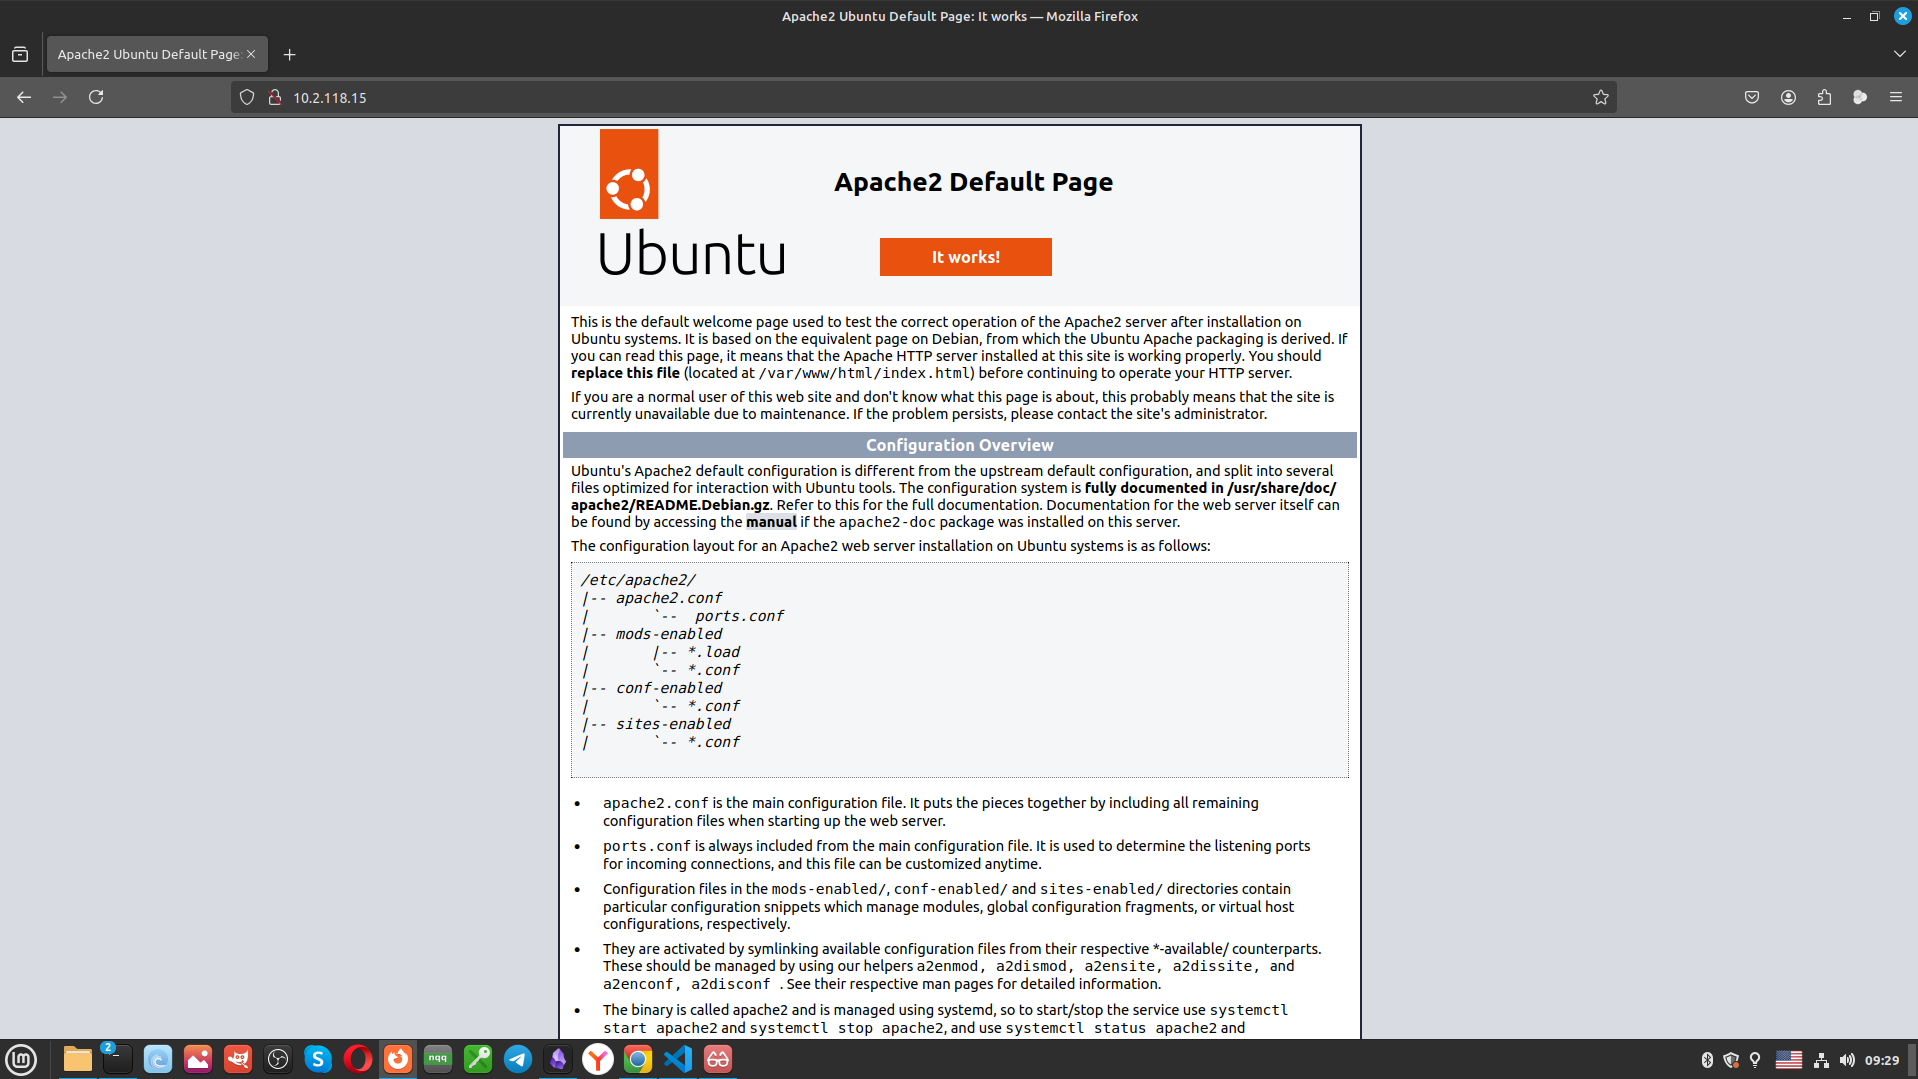 Apache2 Ubuntu Default Page: It works — Mozilla Firefox
Apache2 Ubuntu Default Page:
10.2.118.15
Apache2 Default Page
Ubuntu
It works!
This is the default welcome page used to test the correct operation of the Apache2 server after installation on
Ubuntu systems. It is based on the equivalent page on Debian, from which the Ubuntu Apache packaging is derived. If
you can read this page, it means that the Apache HTTP server installed at this site is working properly. You should
replace this file (located at /var/www/html/index.html) before continuing to operate your HTTP server.
If you are a normal user of this web site and don't know what this page is about, this probably means that the site is
currently unavailable due to maintenance. If the problem persists, please contact the site's administrator.
Configuration Overview
Ubuntu's Apache2 default configuration is different from the upstream default configuration, and split into several
files optimized for interaction with Ubuntu tools. The configuration system is fully documented in /usr/share/doc/
apache2/README.Debian.gz. Refer to this for the full documentation. Documentation for the web server itself can
be found by accessing the manual if the apache2-doc package was installed on this server.
The configuration layout for an Apache2 web server installation on Ubuntu systems is as follows:
/etc/apache2/
|-- apache2.conf
|       `--  ports.conf
|-- mods-enabled
|       |-- *.load
|       `-- *.conf
|-- conf-enabled
|       `-- *.conf
|-- sites-enabled
|       `-- *.conf
• apache2.conf is the main configuration file. It puts the pieces together by including all remaining
configuration files when starting up the web server.
• ports.conf is always included from the main configuration file. It is used to determine the listening ports
for incoming connections, and this file can be customized anytime.
• Configuration files in the mods-enabled/, conf-enabled/ and sites-enabled/ directories contain
particular configuration snippets which manage modules, global configuration fragments, or virtual host
configurations, respectively.
• They are activated by symlinking available configuration files from their respective *-available/ counterparts.
These should be managed by using our helpers a2enmod, a2dismod, a2ensite, a2dissite, and
a2enconf, a2disconf . See their respective man pages for detailed information.
• The binary is called apache2 and is managed using systemd, so to start/stop the service use systemctl
start apache2 and systemctl stop apache2, and use systemctl status apache2 and
2
nqq
09:29